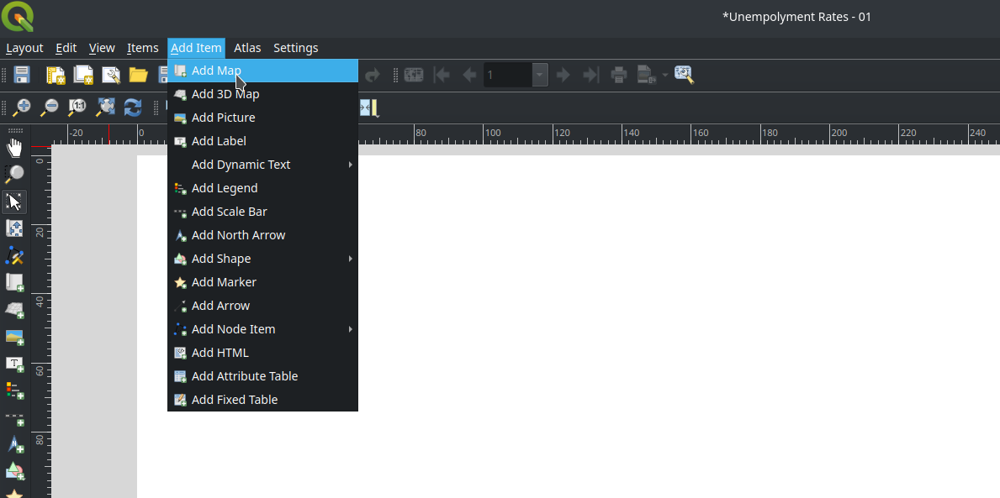 *Unempolyment Rates - 01
Layout Edit View Items Add Item Atlas Settings
Add Map
1
Add 3D Map
1:1
Add Picture
-20 0 80 100 120 140 160 180 200 220 240
Add Label
0
Add Dynamic Text
Add Legend
Add Scale Bar
20
Add North Arrow
Add Shape
Add Marker
40
Add Arrow
Add Node Item
Add HTML
T
60
Add Attribute Table
Add Fixed Table
80